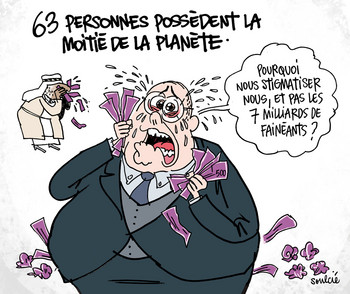 63 PERSONNES POSSÈDENT LA
MOITIÉ DE LA PLANÈTE.
POURQUOI
NOUS STIGMATISER
NOUS, ET PAS LES
7 MILLIARDS DE
FAINÉANTS ?
500
soulcié